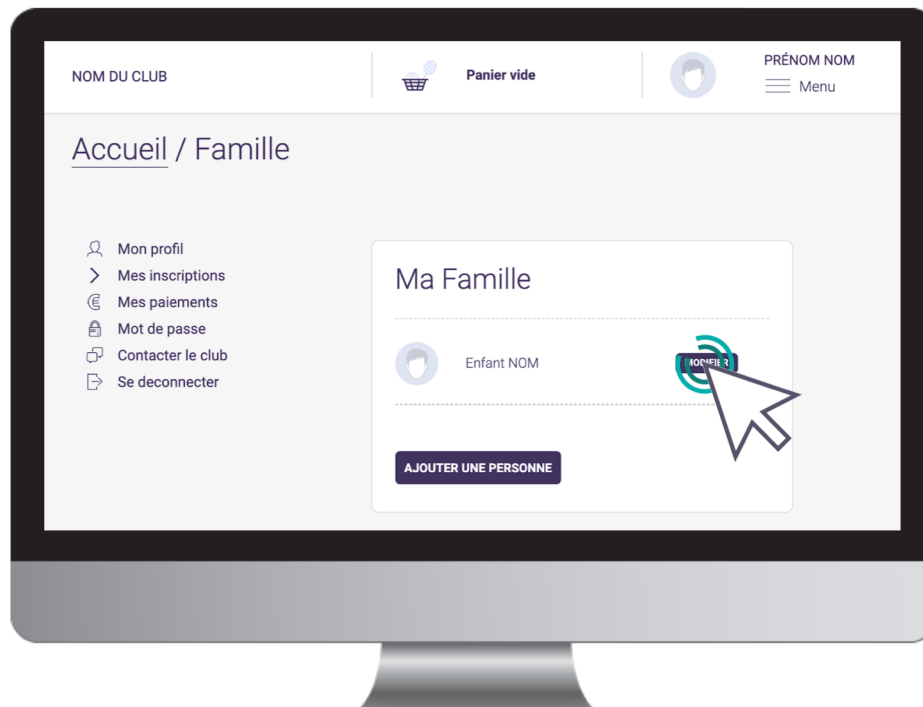 NOM DU CLUB
Panier vide
PRÉNOM NOM
Menu
Accueil / Famille
Mon profil
Mes inscriptions
Mes paiements
Mot de passe
Contacter le club
Se deconnecter
Ma Famille
Enfant NOM
MODIFIER
AJOUTER UNE PERSONNE